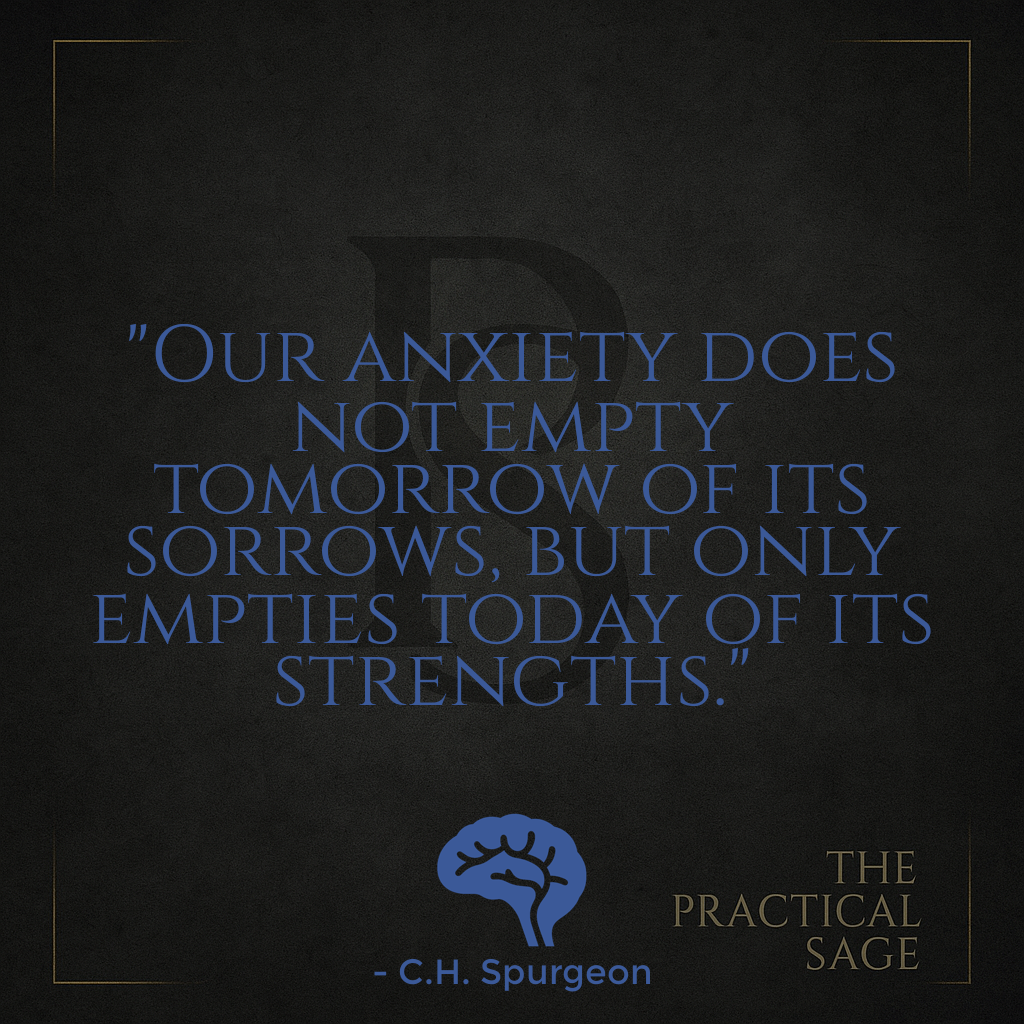 "Our anxiety does
not empty
tomorrow of its
sorrows, but only
empties today of its
strengths."
- C.H. Spurgeon
THE
PRACTICAL
SAGE
PS